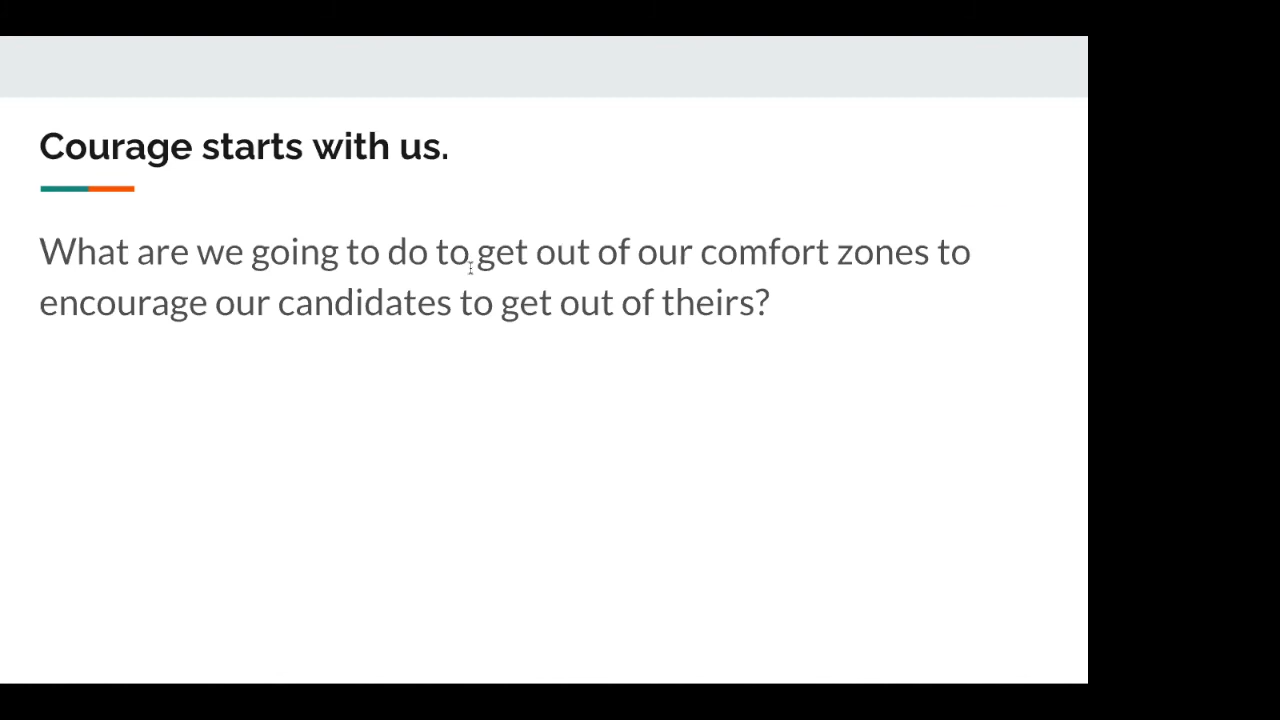 Courage starts with us.
What are we going to do to get out of our comfort zones to
encourage our candidates to get out of theirs?